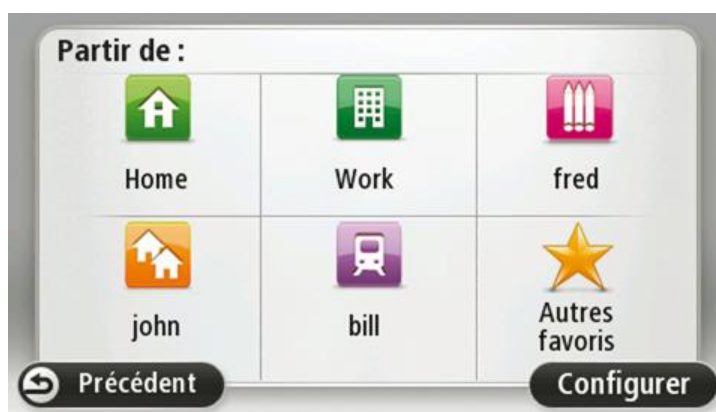 Partir de :
Home
Work
fred
john
bill
Autres
favoris
Précédent
Configurer